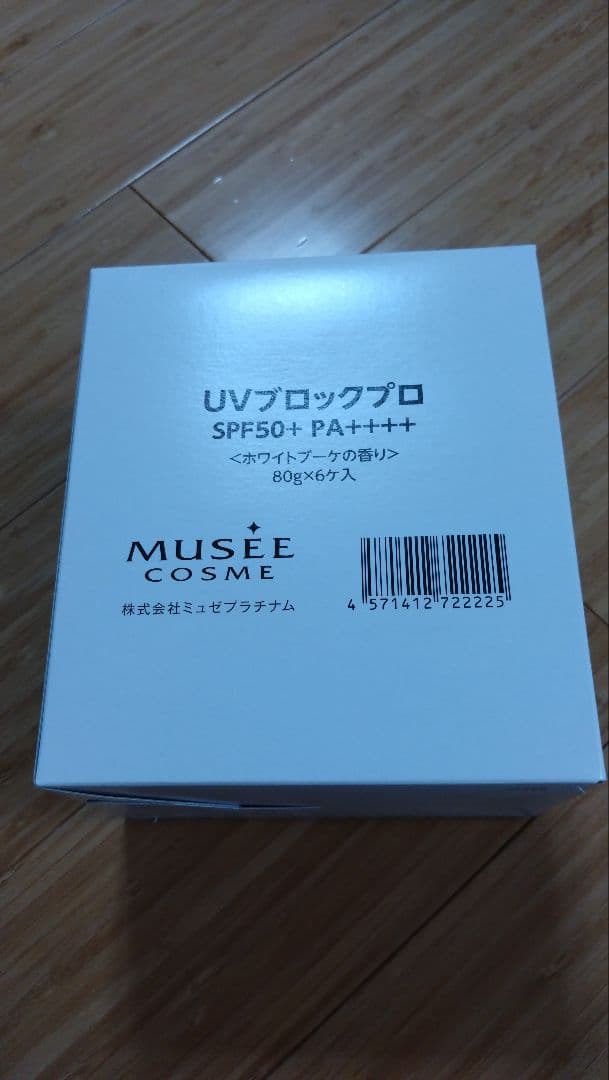 UVブロックプロ
SPF50+ PA++++
<ホワイトブーケの香り>
80g×6ケ入
MUSÉE
COSME
株式会社ミュゼプラチナム
4 571412 722225